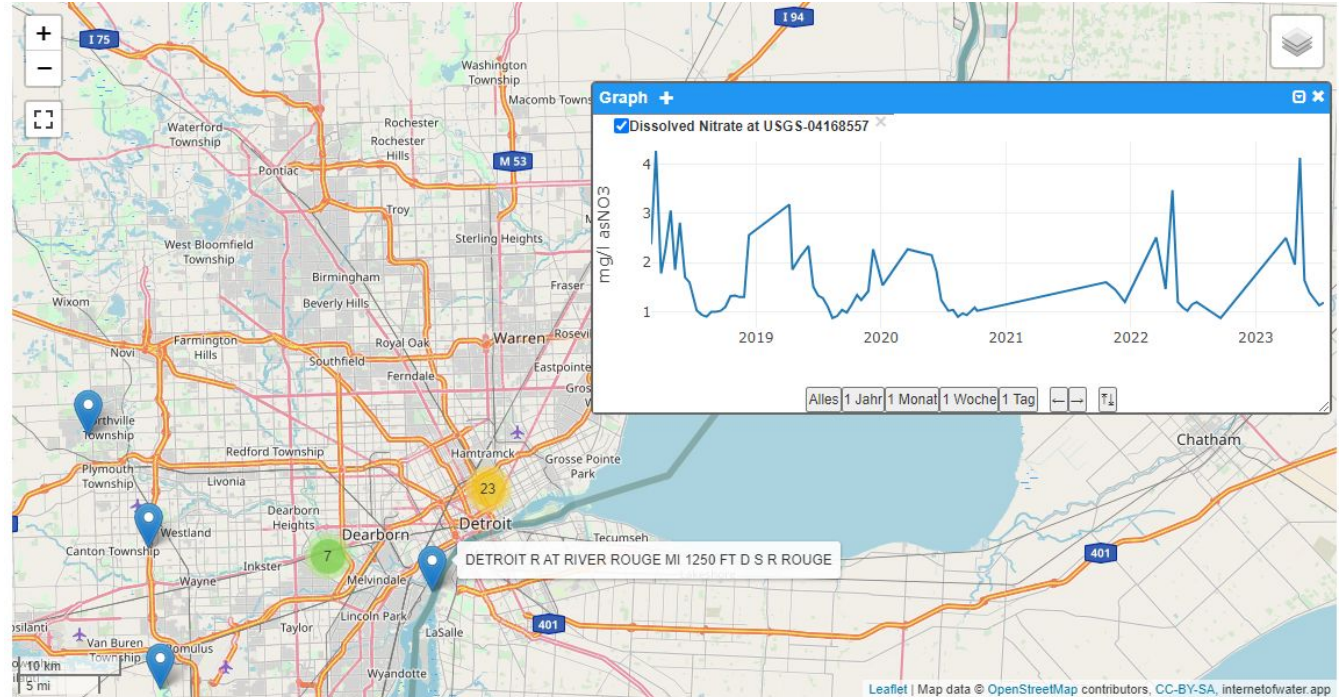 +
I 75
−
I 94
Washington
Township
Macomb Towns
Rochester
Rochester
Hills
Waterford
Township
Pontiac
M 53
Troy
West Bloomfield
Township
Sterling Heights
Birmingham
Beverly Hills
Fraser
Wixom
Novi
Farmington
Hills
Royal Oak
Warren
Rosevi
Southfield
Ferndale
Eastpointe
Gros
Township
Redford Township
Hamtramck
Grosse Pointe
Park
Plymouth
Township
Livonia
23
Dearborn
Heights
Detroit
Westland
Dearborn
7
Canton Township
Tecumseh
Inkster
Melvindale
Wayne
DETROIT R AT RIVER ROUGE MI 1250 FT D S R ROUGE
Lincoln Park
Taylor
LaSalle
401
401
Chatham
psilanti
Van Buren
Township
Romulus
Wyandotte
10 km
5 mi
Graph +
Dissolved Nitrate at USGS-04168557
mg/l asNO3
4
3
2
1
2019
2020
2021
2022
2023
Alles 1 Jahr 1 Monat 1 Woche 1 Tag ← →
Leaflet | Map data © OpenStreetMap contributors, CC-BY-SA, internetofwater.app